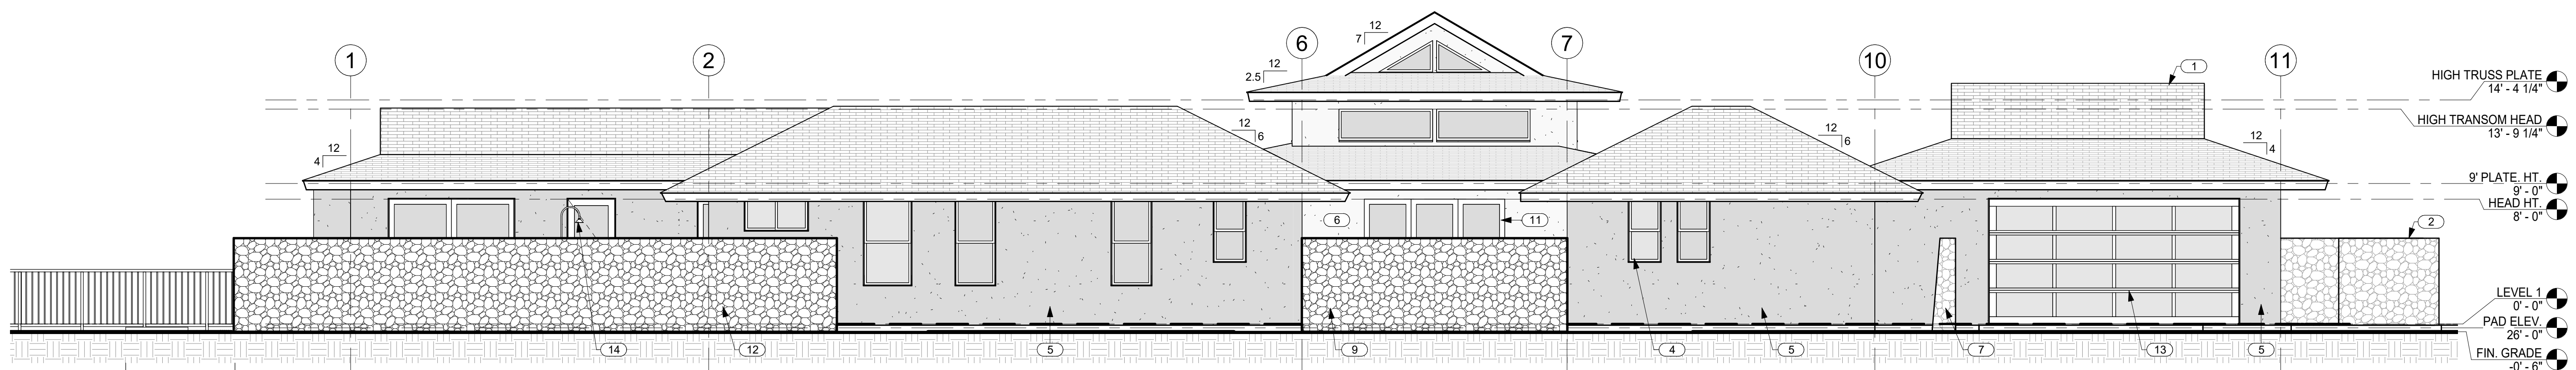 1
2
6
7
10
11
12
7
12
2.5
1
HIGH TRUSS PLATE
14' - 4 1/4"
HIGH TRANSOM HEAD
13' - 9 1/4"
12
4
12
6
12
6
12
4
9' PLATE. HT.
9' - 0"
HEAD HT.
8' - 0"
6
11
2
LEVEL 1
0' - 0"
PAD ELEV.
26' - 0"
FIN. GRADE
-0' - 6"
14
12
5
9
4
5
7
13
5